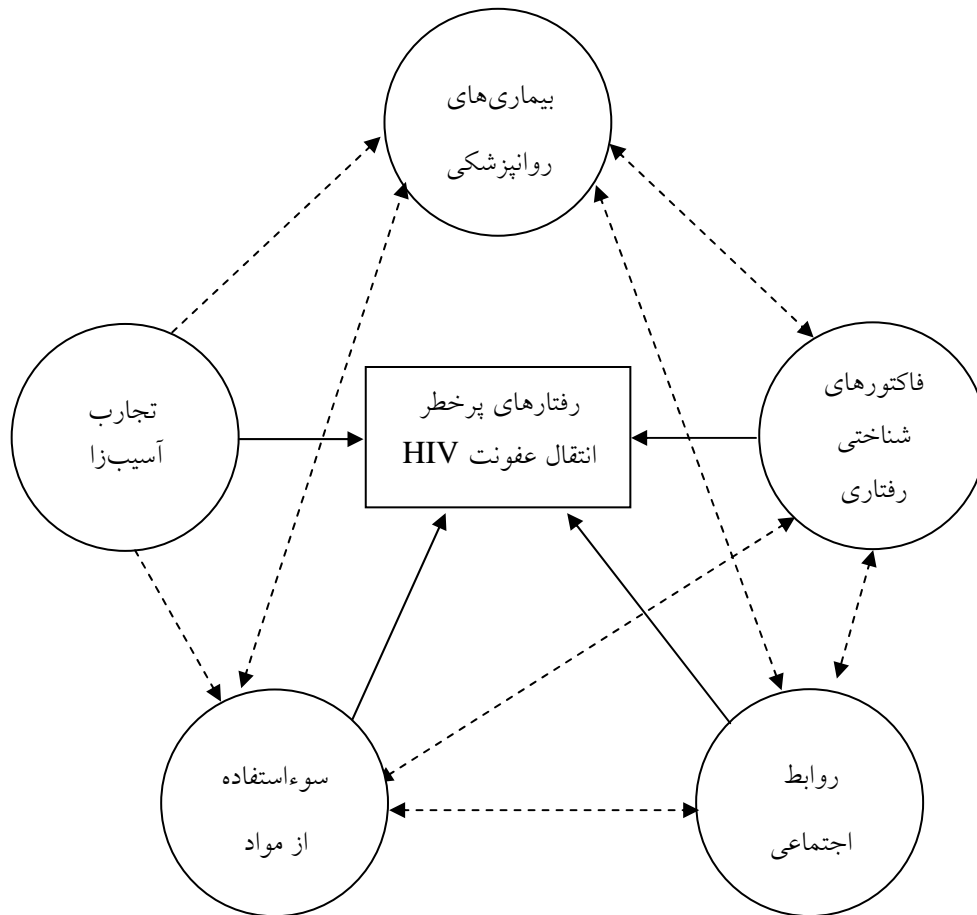 بیماری‌های
روانپزشکی
فاکتورهای
شناختی
رفتاری
رفتارهای پرخطر
انتقال عفونت HIV
تجارب
آسیب‌زا
روابط
اجتماعی
سوءاستفاده
از مواد